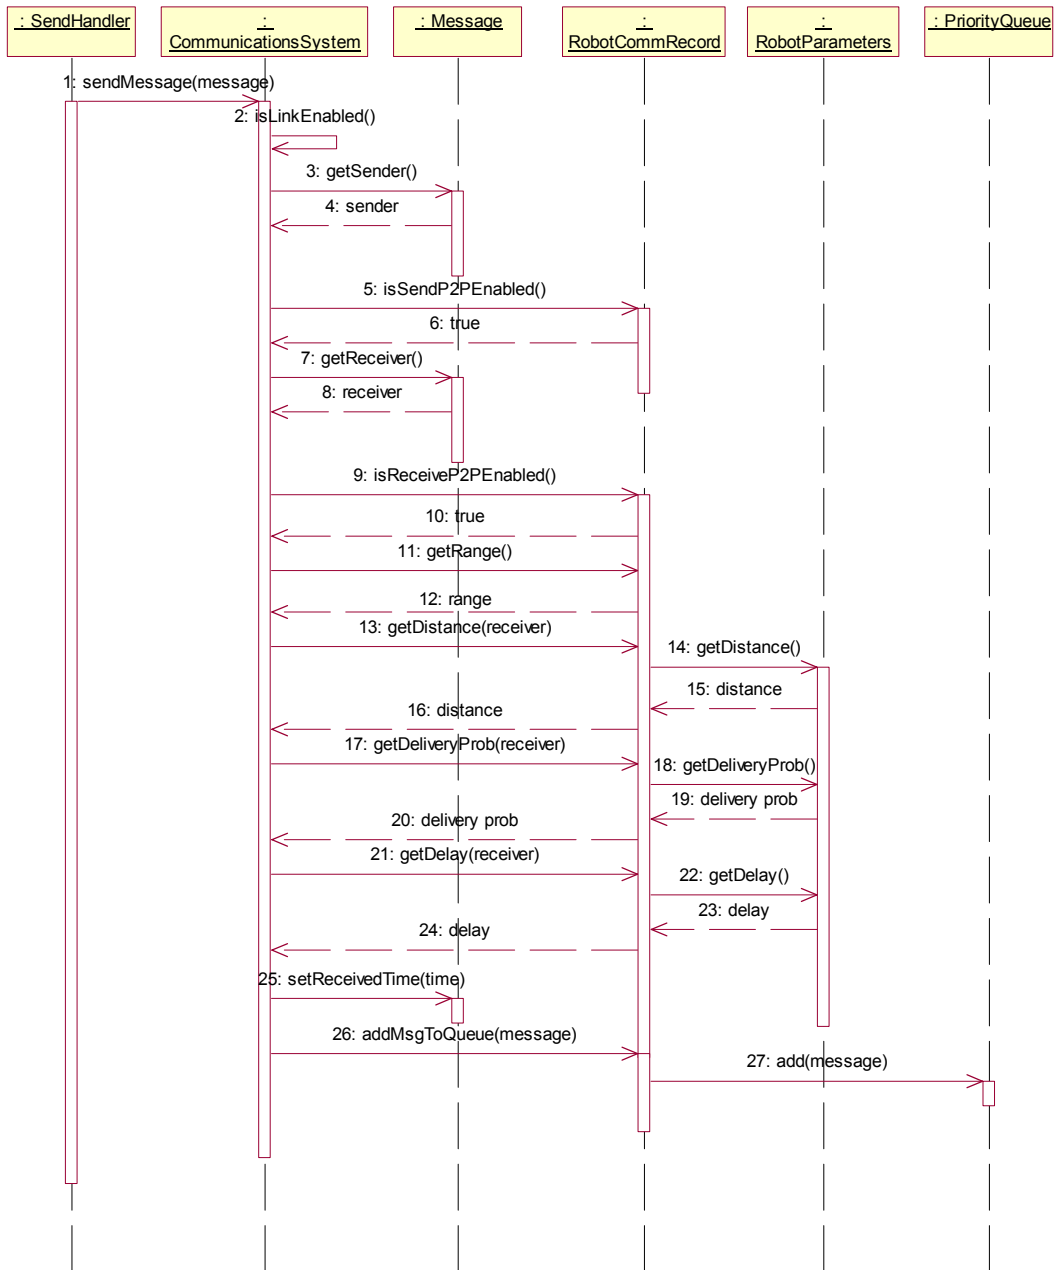 : SendHandler
:
CommunicationsSystem
: Message
:
RobotCommRecord
:
RobotParameters
: PriorityQueue
1: sendMessage(message)
2: isLinkEnabled()
3: getSender()
4: sender
5: isSendP2PEnabled()
6: true
7: getReceiver()
8: receiver
9: isReceiveP2PEnabled()
10: true
11: getRange()
12: range
13: getDistance(receiver)
14: getDistance()
15: distance
16: distance
17: getDeliveryProb(receiver)
18: getDeliveryProb()
19: delivery prob
20: delivery prob
21: getDelay(receiver)
22: getDelay()
23: delay
24: delay
25: setReceivedTime(time)
26: addMsgToQueue(message)
27: add(message)